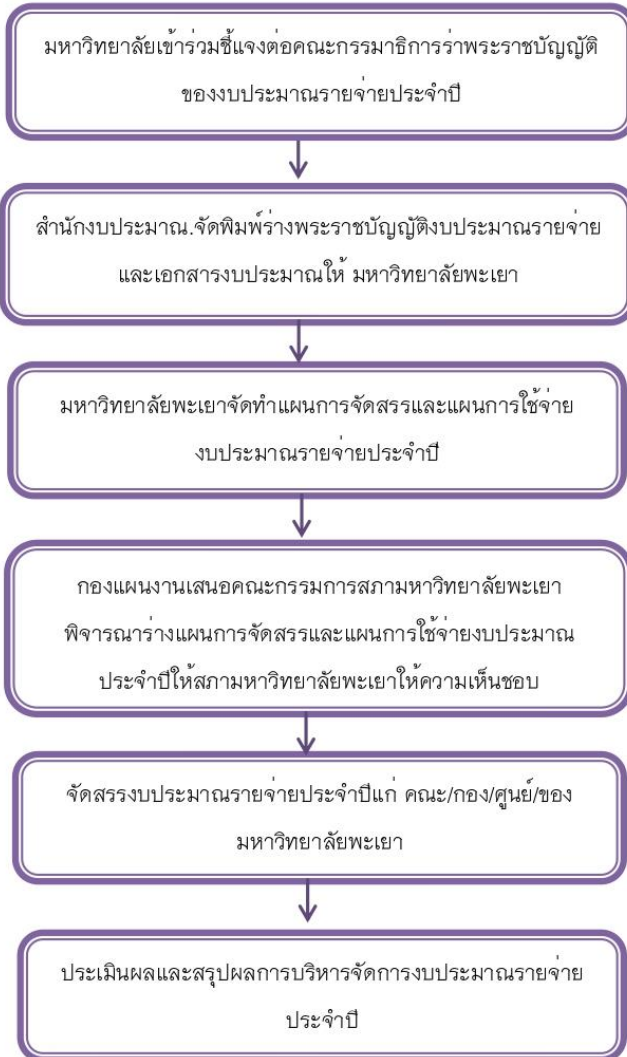 มหาวิทยาลัยเข้าร่วมชี้แจงต่อคณะกรรมาธิการร่าพระราชบัญญัติ
ของงบประมาณรายจ่ายประจำปี
สำนักงบประมาณ.จัดพิมพ์ร่างพระราชบัญญัติงบประมาณรายจ่าย
และเอกสารงบประมาณให้ มหาวิทยาลัยพะเยา
มหาวิทยาลัยพะเยาจัดทำแผนการจัดสรรและแผนการใช้จ่าย
งบประมาณรายจ่ายประจำปี
กองแผนงานเสนอคณะกรรมการสภามหาวิทยาลัยพะเยา
พิจารณาร่างแผนการจัดสรรและแผนการใช้จ่ายงบประมาณ
ประจำปีให้สภามหาวิทยาลัยพะเยาให้ความเห็นชอบ
จัดสรรงบประมาณรายจ่ายประจำปีแก่ คณะ/กอง/ศูนย์/ของ
มหาวิทยาลัยพะเยา
ประเมินผลและสรุปผลการบริหารจัดการงบประมาณรายจ่าย
ประจำปี